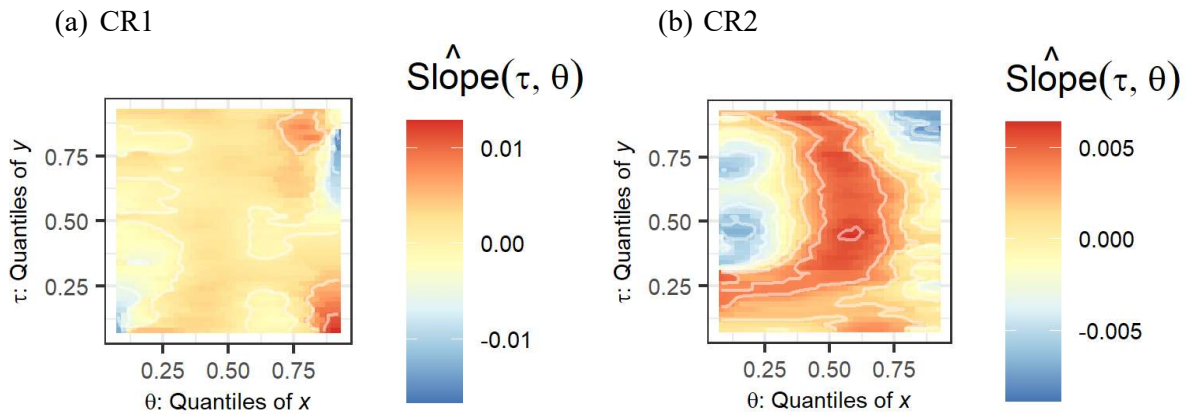 (a) CR1
(b) CR2
Slôpe(τ, θ)
0.01
0.00
-0.01
τ: Quantiles of y
0.75
0.50
0.25
0.25 0.50 0.75
θ: Quantiles of x
Slôpe(τ, θ)
0.005
0.000
-0.005
τ: Quantiles of y
0.75
0.50
0.25
0.25 0.50 0.75
θ: Quantiles of x